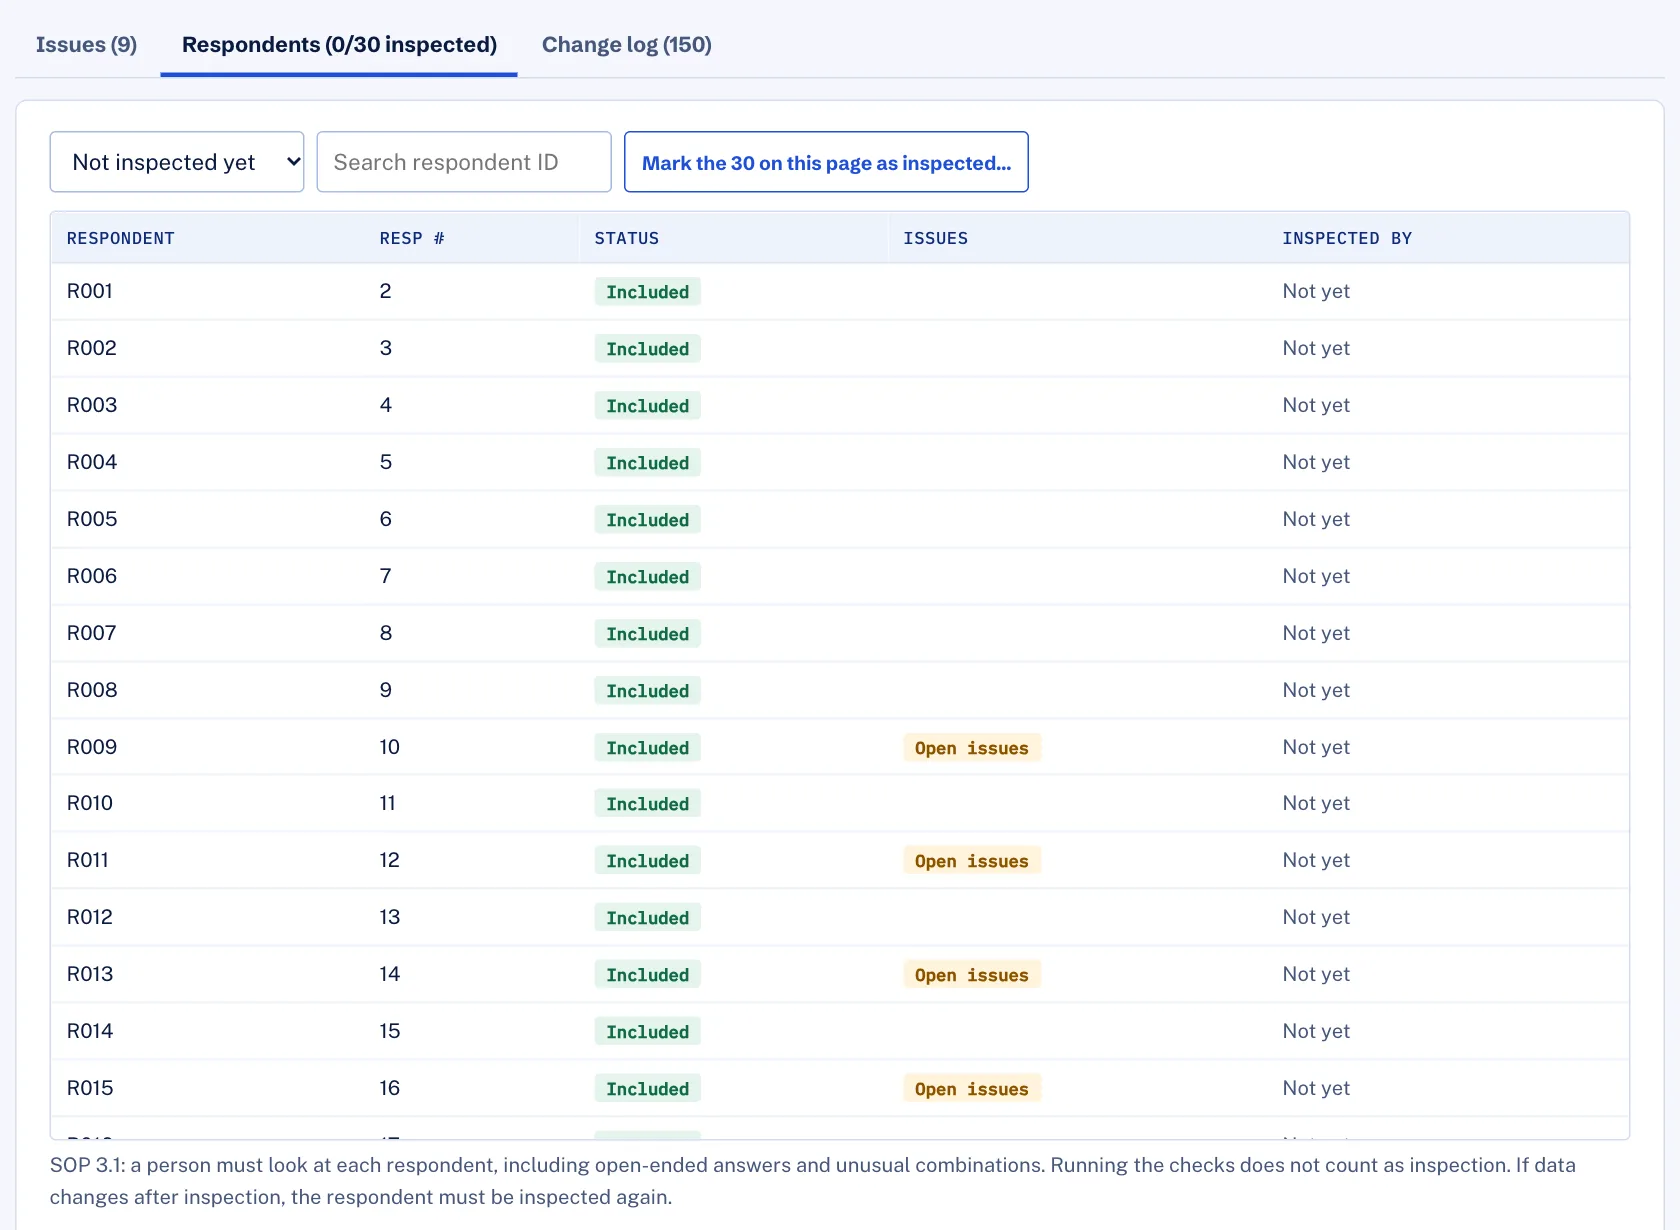 Issues (9) Respondents (0/30 inspected) Change log (150)
Not inspected yet Search respondent ID Mark the 30 on this page as inspected...
RESPONDENT RESP # STATUS ISSUES INSPECTED BY
R001 2 Included Not yet
R002 3 Included Not yet
R003 4 Included Not yet
R004 5 Included Not yet
R005 6 Included Not yet
R006 7 Included Not yet
R007 8 Included Not yet
R008 9 Included Not yet
R009 10 Included Open issues Not yet
R010 11 Included Not yet
R011 12 Included Open issues Not yet
R012 13 Included Not yet
R013 14 Included Open issues Not yet
R014 15 Included Not yet
R015 16 Included Open issues Not yet
SOP 3.1: a person must look at each respondent, including open-ended answers and unusual combinations. Running the checks does not count as inspection. If data
changes after inspection, the respondent must be inspected again.